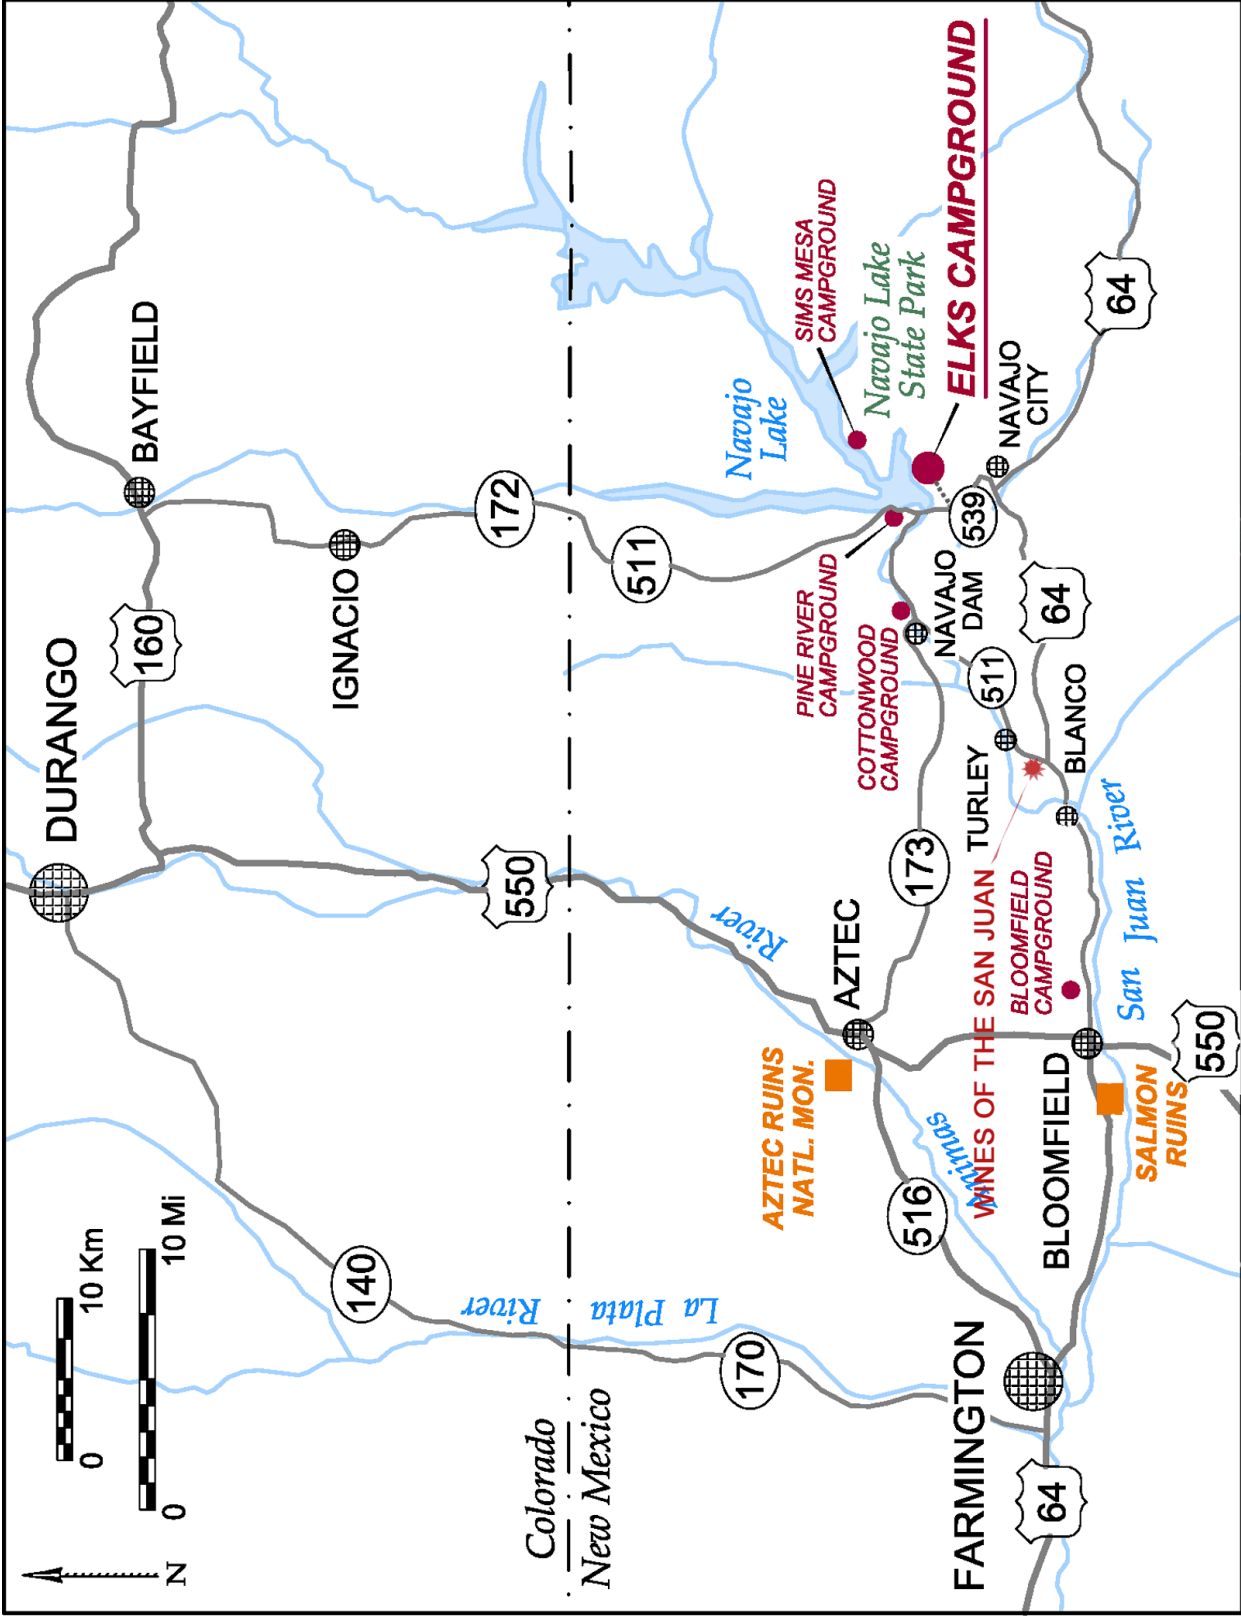 N
0
10 Km
0
10 Mi
DURANGO
160
BAYFIELD
IGNACIO
172
140
550
River
Colorado
New Mexico
La Plata
170
511
Navajo
Lake
River
SIMS MESA
CAMPGROUND
Navajo Lake
State Park
ELKS CAMPGROUND
PINE RIVER
CAMPGROUND
COTTONWOOD
CAMPGROUND
NAVAJO
DAM
539
NAVAJO
CITY
64
64
AZTEC RUINS
NATL. MON.
AZTEC
173
511
TURLEY
BLANCO
516
Animas
WINES OF THE SAN JUAN
BLOOMFIELD
CAMPGROUND
San Juan River
BLOOMFIELD
SALMON
RUINS
550
FARMINGTON
64